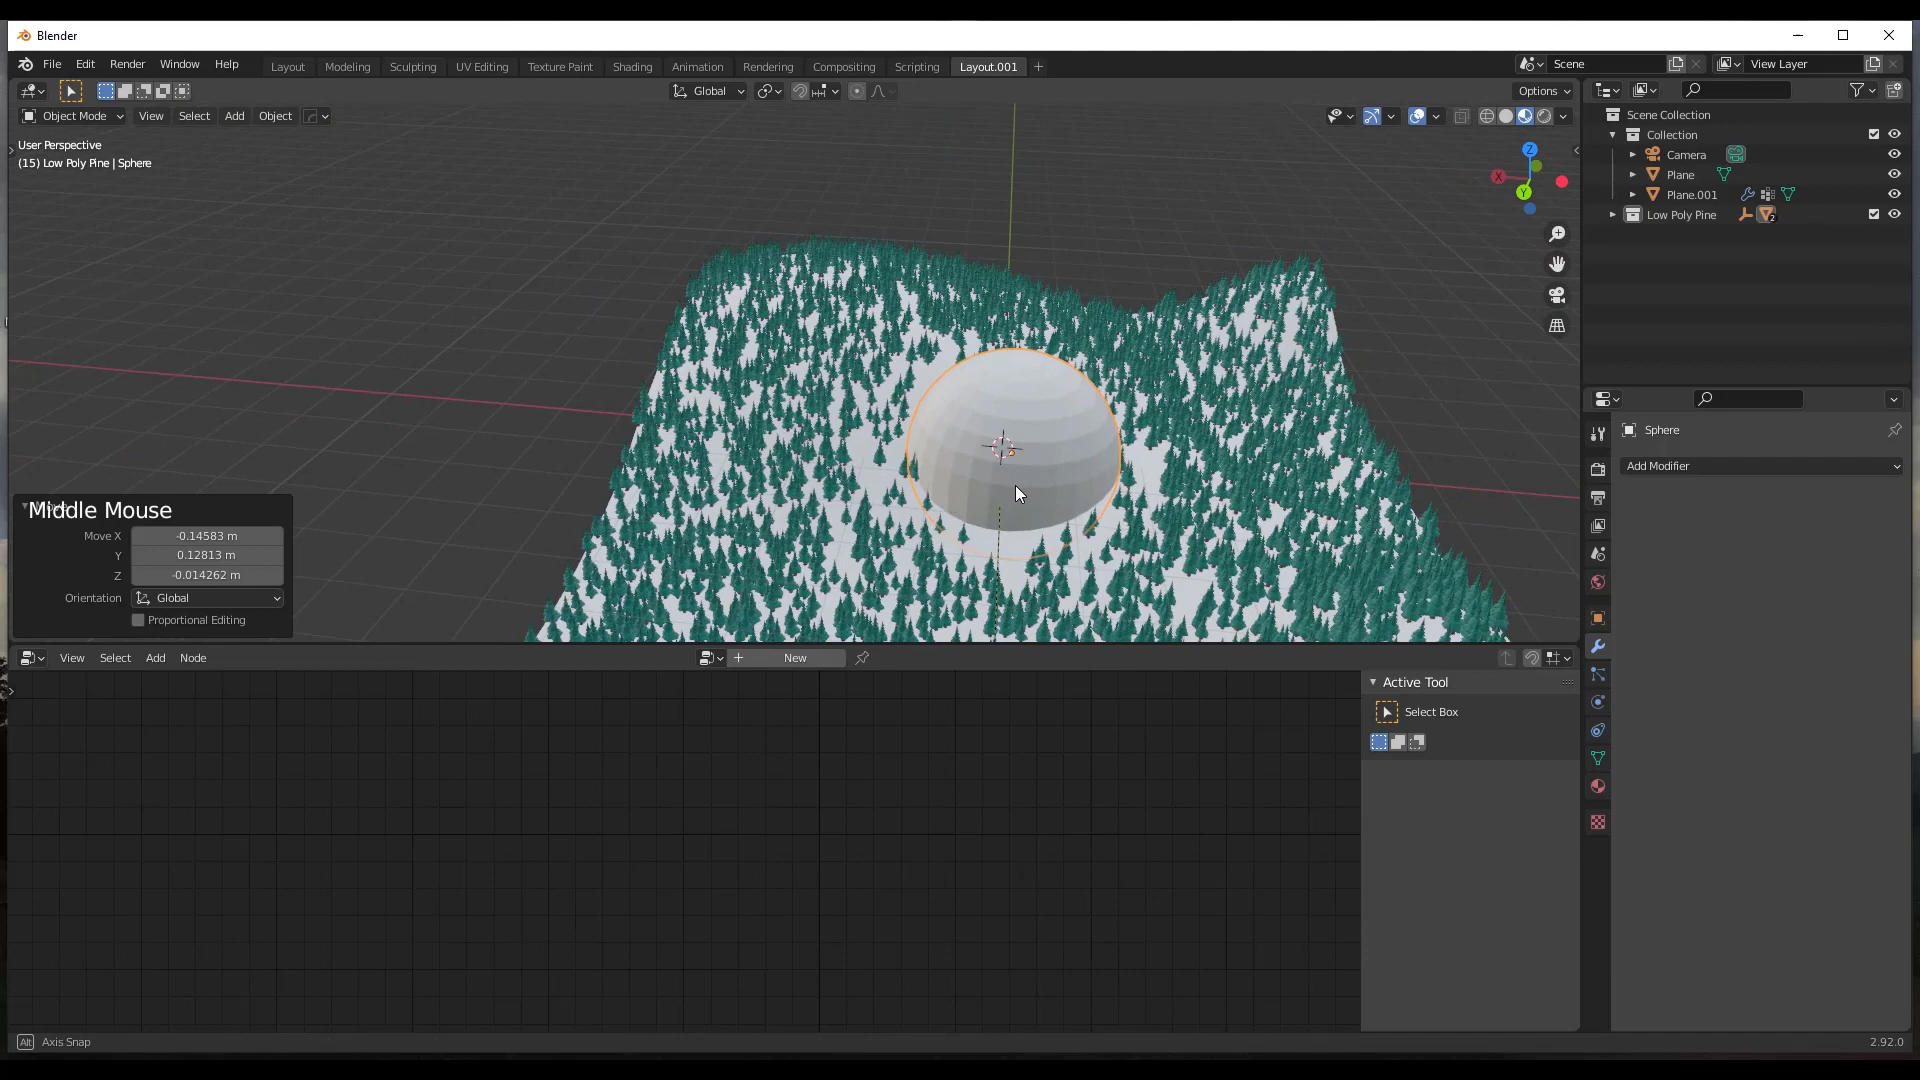 Blender
File Edit Render Window Help Layout Modeling Sculpting UV Editing Texture Paint Shading Animation Rendering Compositing Scripting Layout.001 + Scene View Layer
Global Options
Object Mode View Select Add Object
User Perspective
(15) Low Poly Pine | Sphere
Z
X
Y
Scene Collection
Collection
Camera
Plane
Plane.001
Low Poly Pine 2
Sphere
Add Modifier
Middle Mouse
Move X -0.14583 m
Y 0.12813 m
Z -0.014262 m
Orientation Global
Proportional Editing
View Select Add Node + New
Active Tool
Select Box
Alt Axis Snap
2.92.0